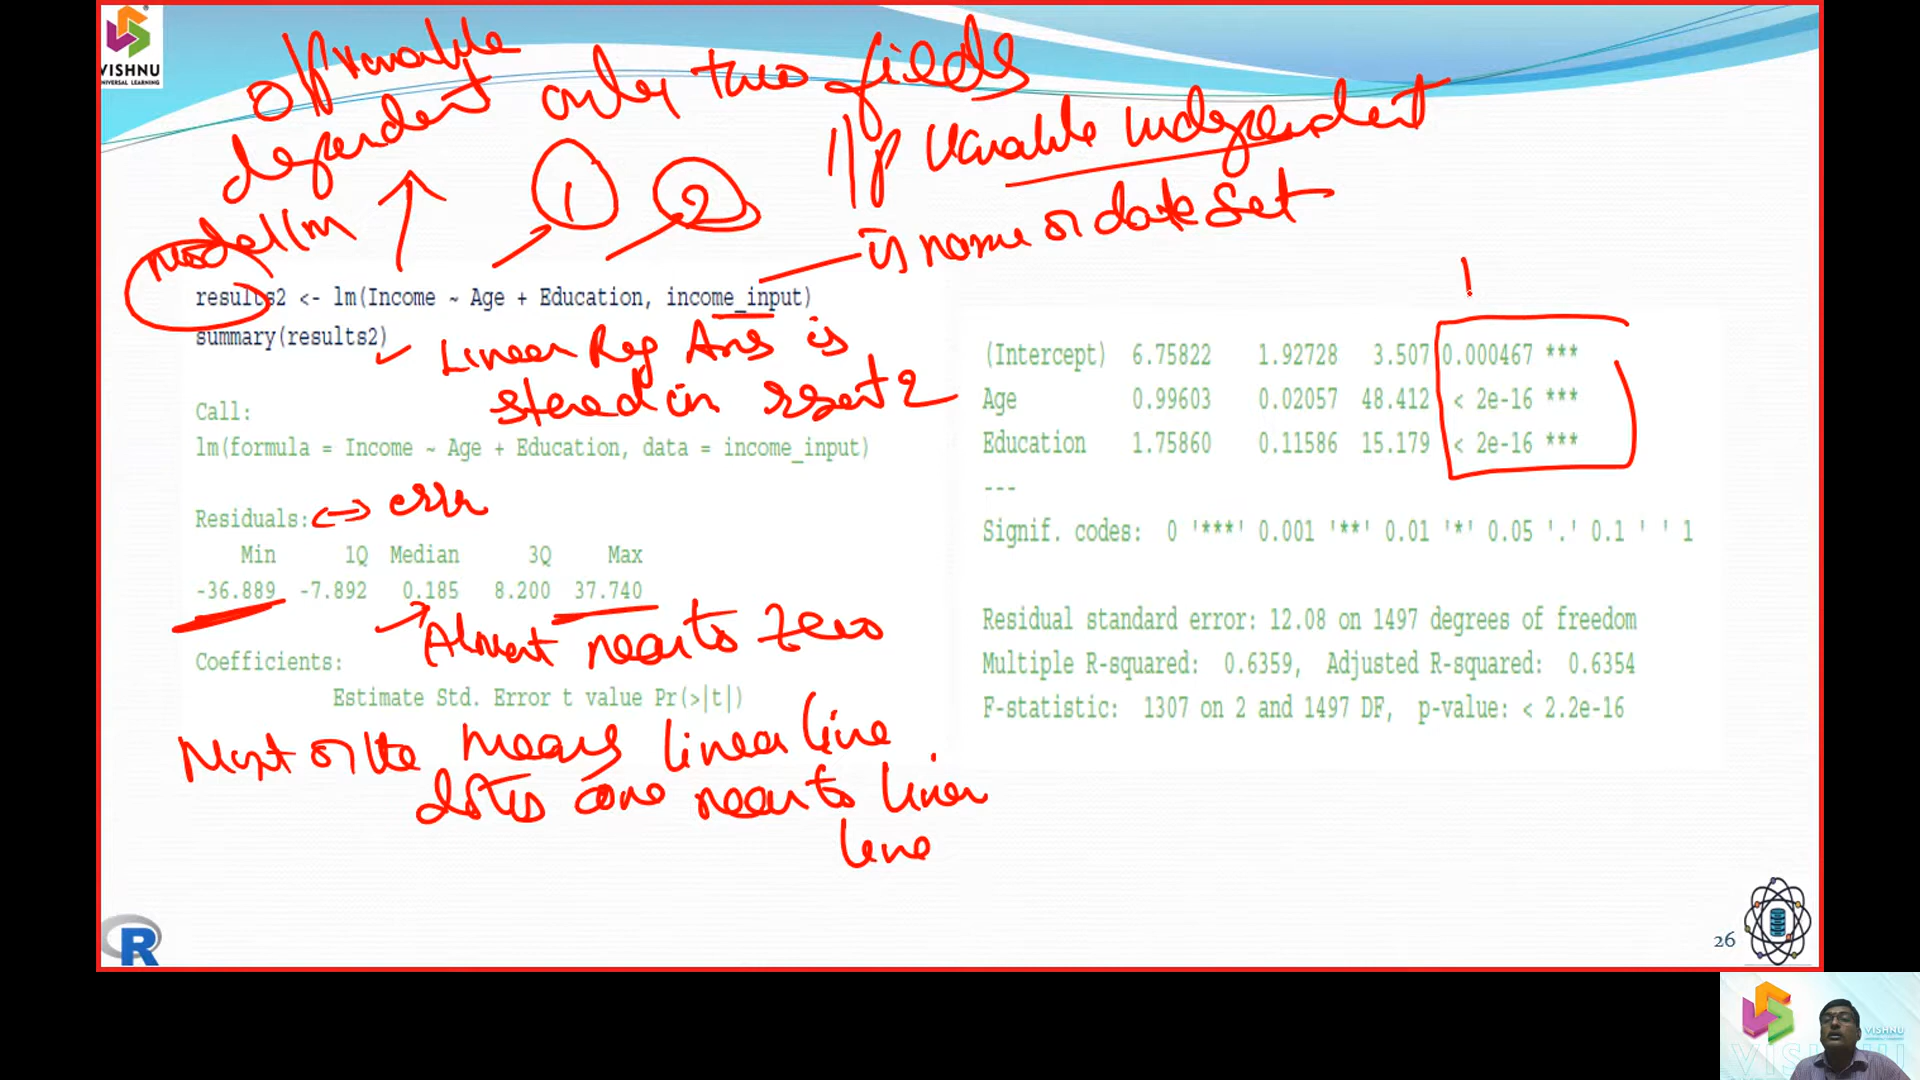 VISHNU
UNIVERSAL LEARNING
O/P variable
dependent only two fields
I/P variable independent
1 2
is name of data set
model lm
results2 <- lm(Income ~ Age + Education, income_input)
summary(results2)
Linear Reg Ans is
stored in result 2
Call:
lm(formula = Income ~ Age + Education, data = income_input)
Residuals:
Min 1Q Median 3Q Max
-36.889 -7.892 0.185 8.200 37.740
Almost near to zero
Coefficients:
Estimate Std. Error t value Pr(>|t|)
Most of the means linear line
are near to linear
line
(Intercept) 6.75822 1.92728 3.507 0.000467 ***
Age 0.99603 0.02057 48.412 < 2e-16 ***
Education 1.75860 0.11586 15.179 < 2e-16 ***
---
Signif. codes: 0 '***' 0.001 '**' 0.01 '*' 0.05 '.' 0.1 ' ' 1
Residual standard error: 12.08 on 1497 degrees of freedom
Multiple R-squared: 0.6359, Adjusted R-squared: 0.6354
F-statistic: 1307 on 2 and 1497 DF, p-value: < 2.2e-16
R
26
VISHNU